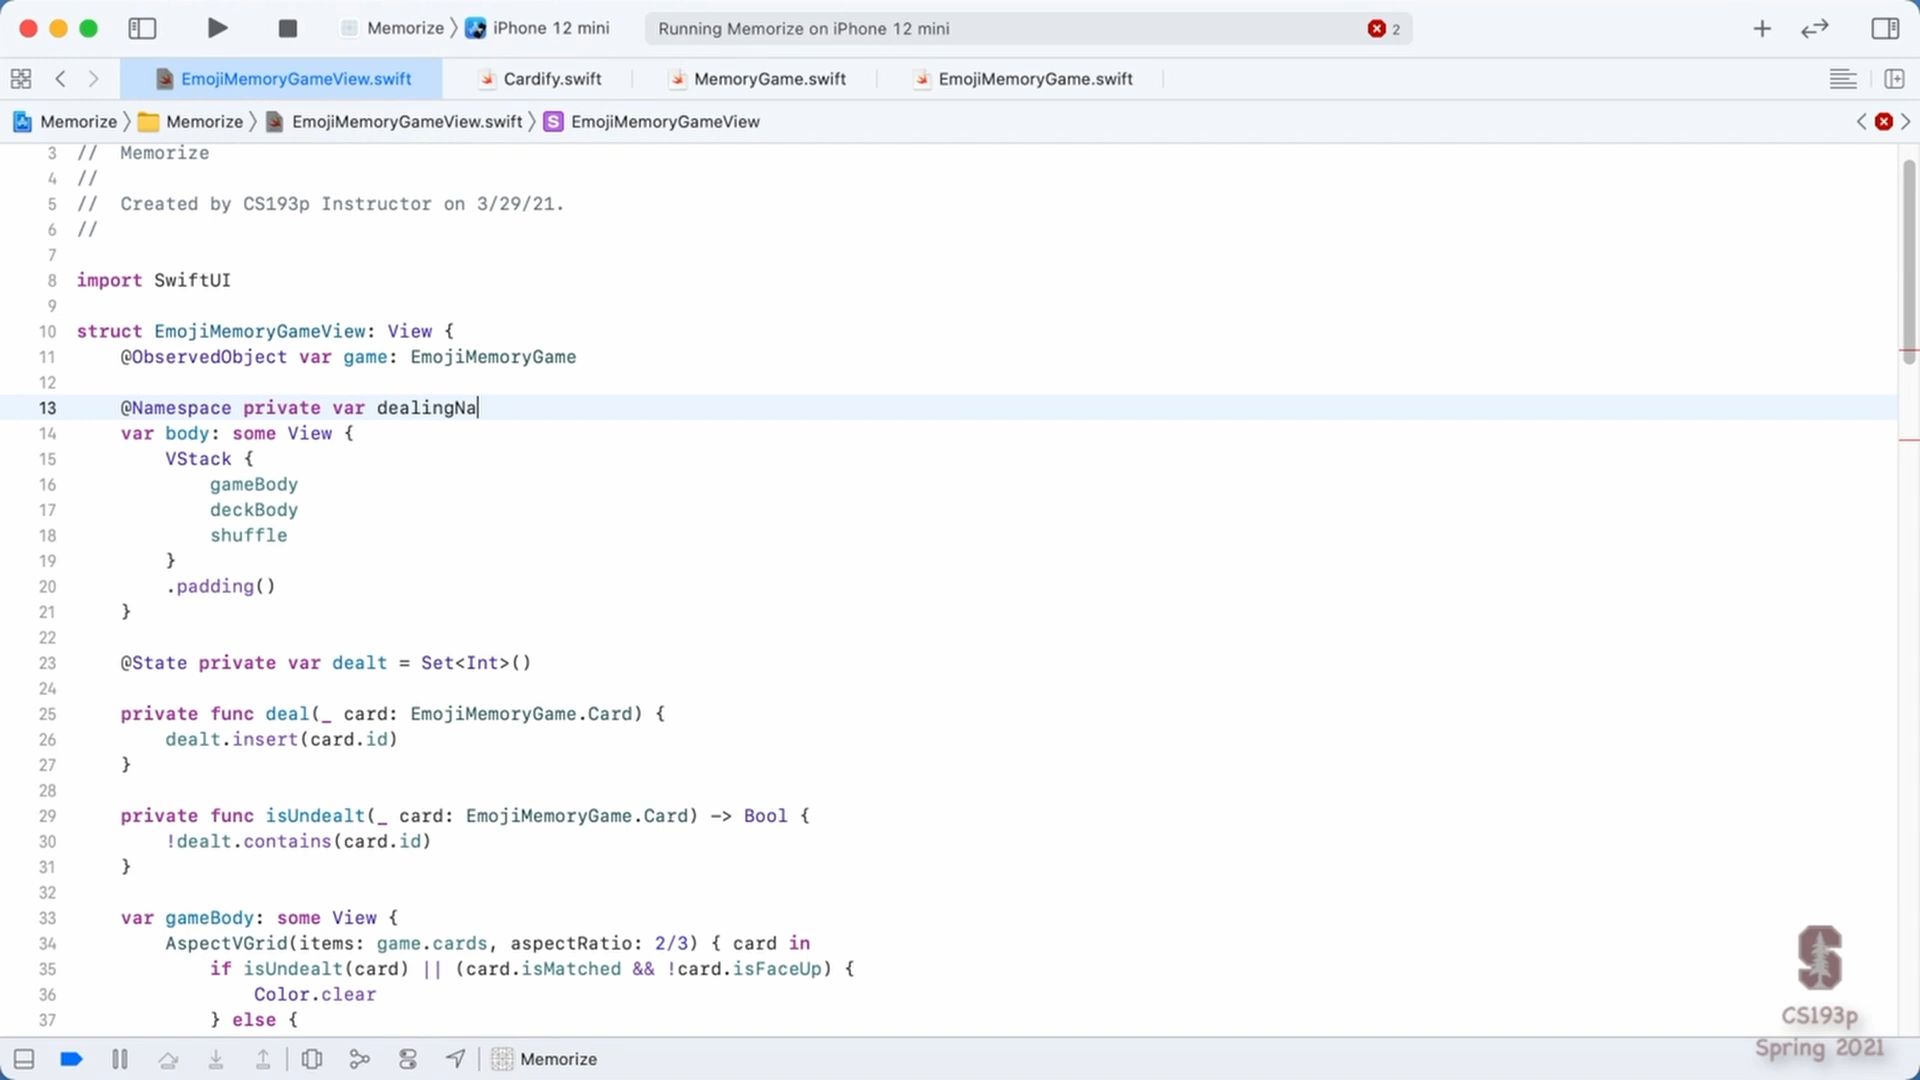 Memorize 〉 iPhone 12 mini
Running Memorize on iPhone 12 mini
2
EmojiMemoryGameView.swift
Cardify.swift
MemoryGame.swift
EmojiMemoryGame.swift
Memorize 〉 Memorize 〉 EmojiMemoryGameView.swift 〉 S EmojiMemoryGameView
3 // Memorize
4 //
5 // Created by CS193p Instructor on 3/29/21.
6 //
7
8 import SwiftUI
9
10 struct EmojiMemoryGameView: View {
11 @ObservedObject var game: EmojiMemoryGame
12
13 @Namespace private var dealingNa
14 var body: some View {
15 VStack {
16 gameBody
17 deckBody
18 shuffle
19 }
20 .padding()
21 }
22
23 @State private var dealt = Set<Int>()
24
25 private func deal(_ card: EmojiMemoryGame.Card) {
26 dealt.insert(card.id)
27 }
28
29 private func isUndealt(_ card: EmojiMemoryGame.Card) -> Bool {
30 !dealt.contains(card.id)
31 }
32
33 var gameBody: some View {
34 AspectVGrid(items: game.cards, aspectRatio: 2/3) { card in
35 if isUndealt(card) || (card.isMatched && !card.isFaceUp) {
36 Color.clear
37 } else {
Memorize
S
CS193p
Spring 2021